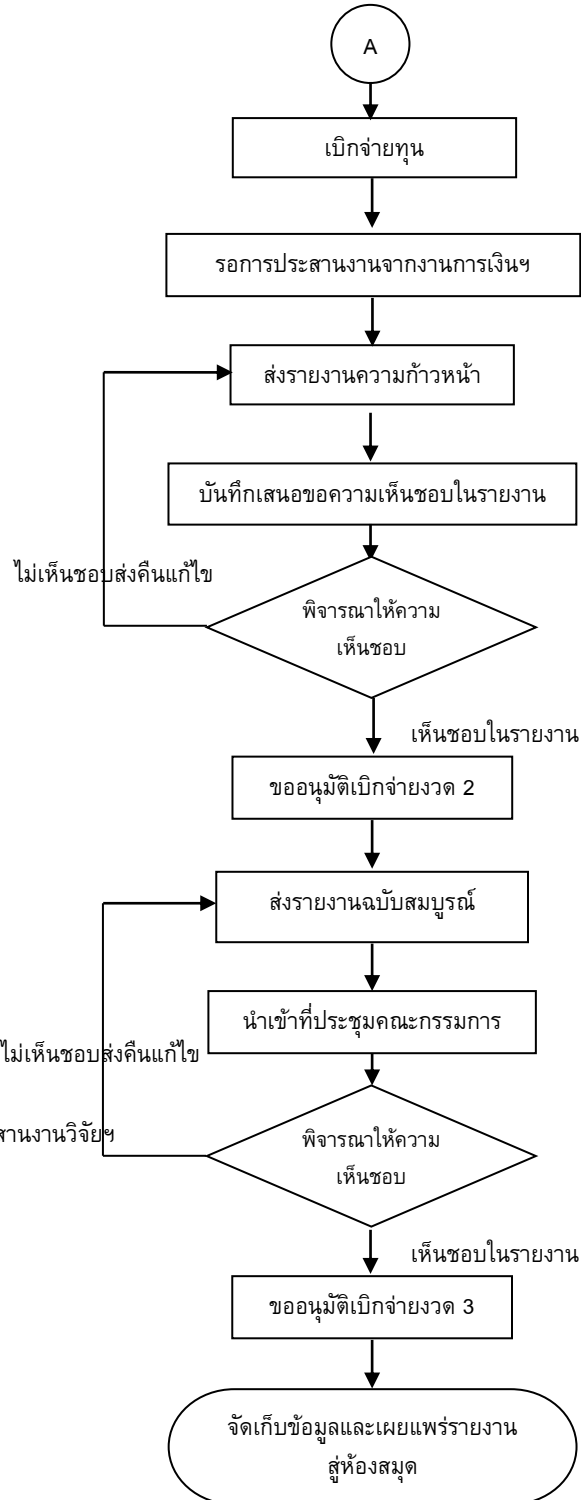 A
เบิกจ่ายทุน
รอการประสานงานจากงานการเงินฯ
ส่งรายงานความก้าวหน้า
บันทึกเสนอขอความเห็นชอบในรายงาน
ไม่เห็นชอบส่งคืนแก้ไข
พิจารณาให้ความ
เห็นชอบ
เห็นชอบในรายงาน
ขออนุมัติเบิกจ่ายงวด 2
ส่งรายงานฉบับสมบูรณ์
นำเข้าที่ประชุมคณะกรรมการ
ไม่เห็นชอบส่งคืนแก้ไข
สานงานวิจัยฯ
พิจารณาให้ความ
เห็นชอบ
เห็นชอบในรายงาน
ขออนุมัติเบิกจ่ายงวด 3
จัดเก็บข้อมูลและเผยแพร่รายงาน
สู่ห้องสมุด